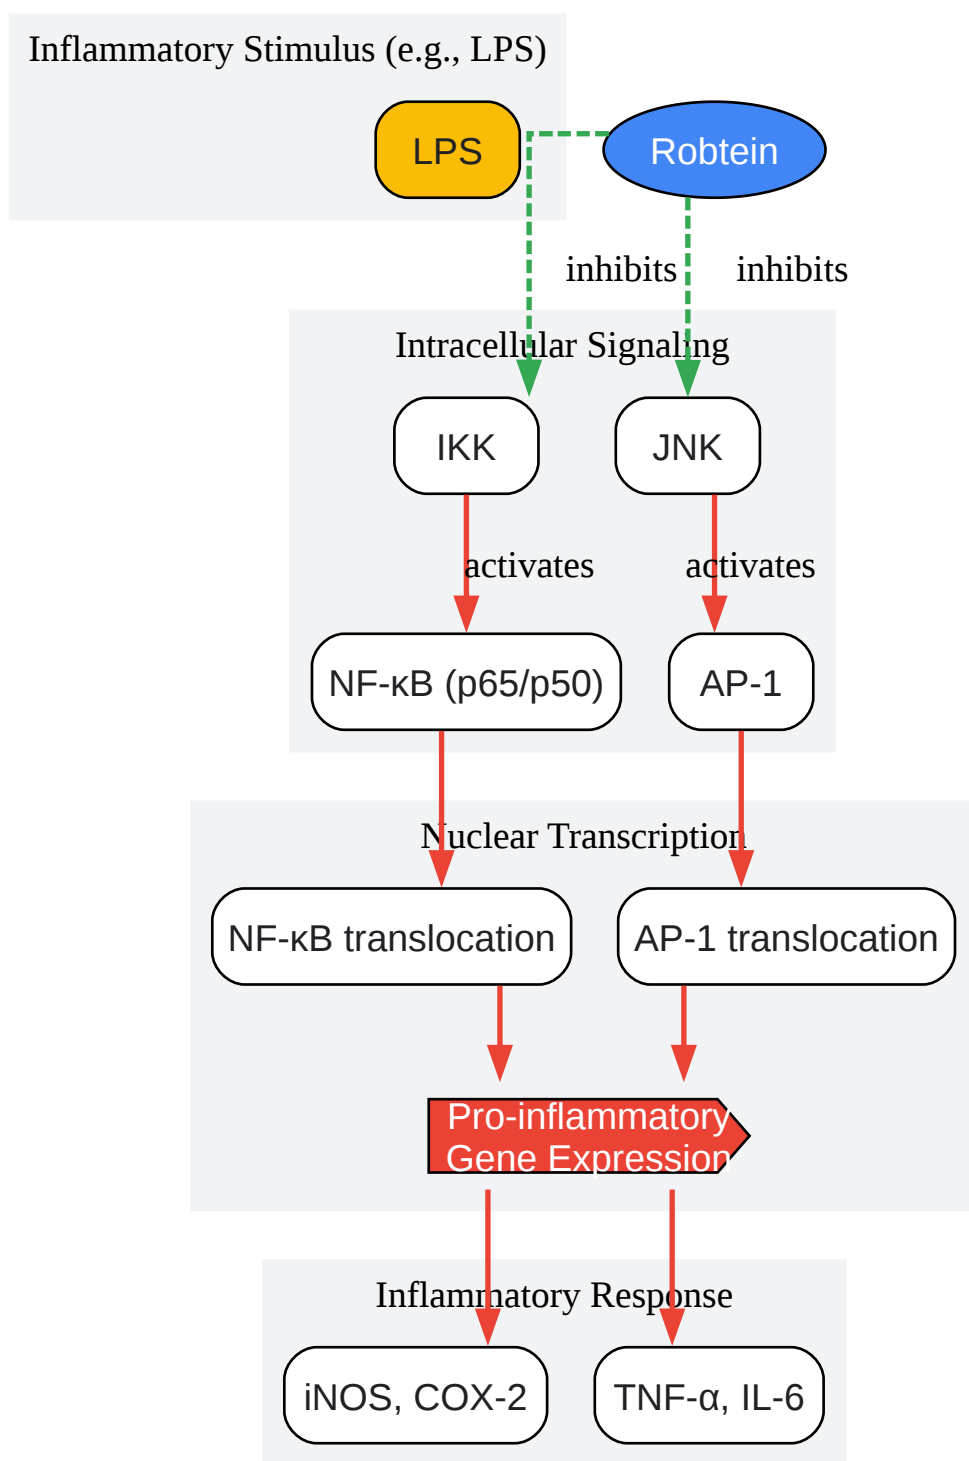 Inflammatory Stimulus (e.g., LPS)
LPS
Robtein
inhibits
inhibits
Intracellular Signaling
IKK
JNK
activates
activates
NF-κB (p65/p50)
AP-1
Nuclear Transcription
NF-κB translocation
AP-1 translocation
Pro-inflammatory
Gene Expression
Inflammatory Response
iNOS, COX-2
TNF-α, IL-6